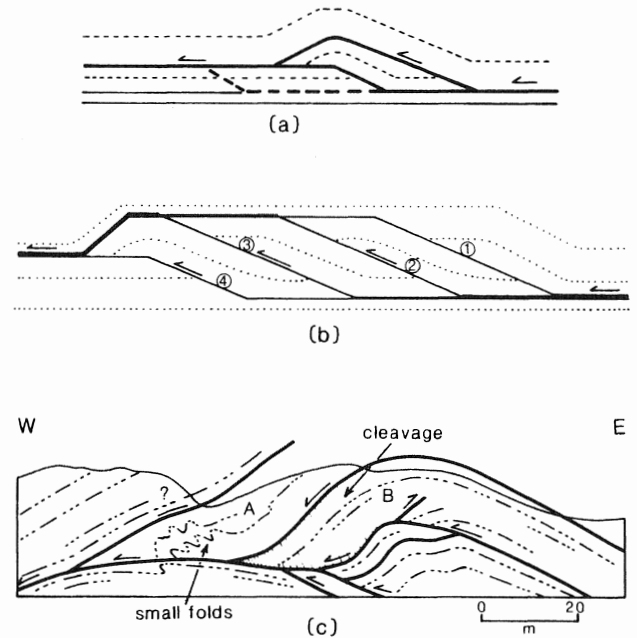 (a)
③ ① ② ④
(b)
W E
cleavage
? A B
small folds
0 20
m
(c)